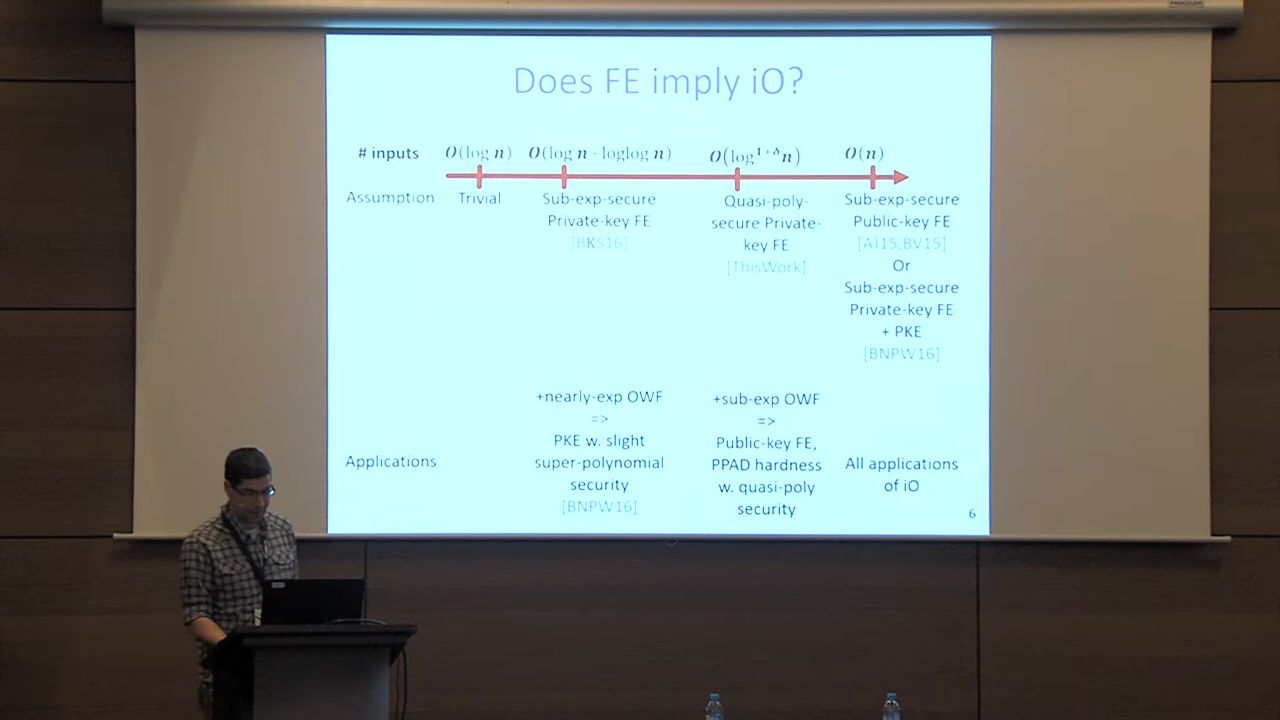 Does FE imply iO?
# inputs O(log n) O(log n · loglog n) O(log^{1+δ} n) O(n)
Assumption
Trivial
Sub-exp-secure
Private-key FE
[BKS16]
Quasi-poly-
secure Private-
key FE
[ThisWork]
Sub-exp-secure
Public-key FE
[AJ15,BV15]
Or
Sub-exp-secure
Private-key FE
+ PKE
[BNPW16]
Applications
+nearly-exp OWF
=>
PKE w. slight
super-polynomial
security
[BNPW16]
+sub-exp OWF
=>
Public-key FE,
PPAD hardness
w. quasi-poly
security
All applications
of iO
6